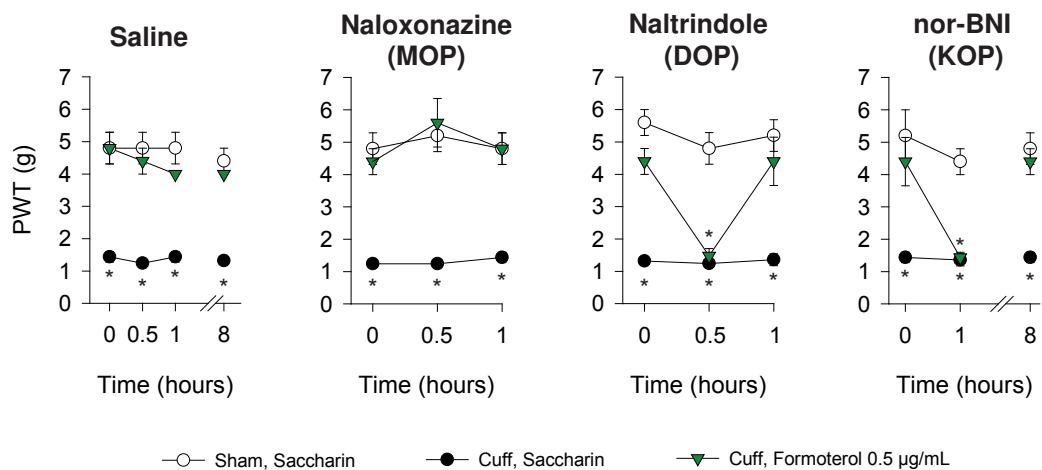 Saline
Naloxonazine
(MOP)
Naltrindole
(DOP)
nor-BNI
(KOP)
PWT (g)
7
6
5
4
3
2
1
0
*
*
*
*
0 0.5 1 8
Time (hours)
7
6
5
4
3
2
1
0
*
*
*
0 0.5 1
Time (hours)
7
6
5
4
3
2
1
0
*
*
*
*
0 0.5 1
Time (hours)
7
6
5
4
3
2
1
0
*
*
*
*
0 1 8
Time (hours)
Sham, Saccharin
Cuff, Saccharin
Cuff, Formoterol 0.5 µg/mL